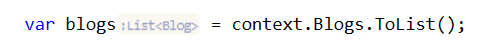 var blogs :List<Blog> = context.Blogs.ToList();